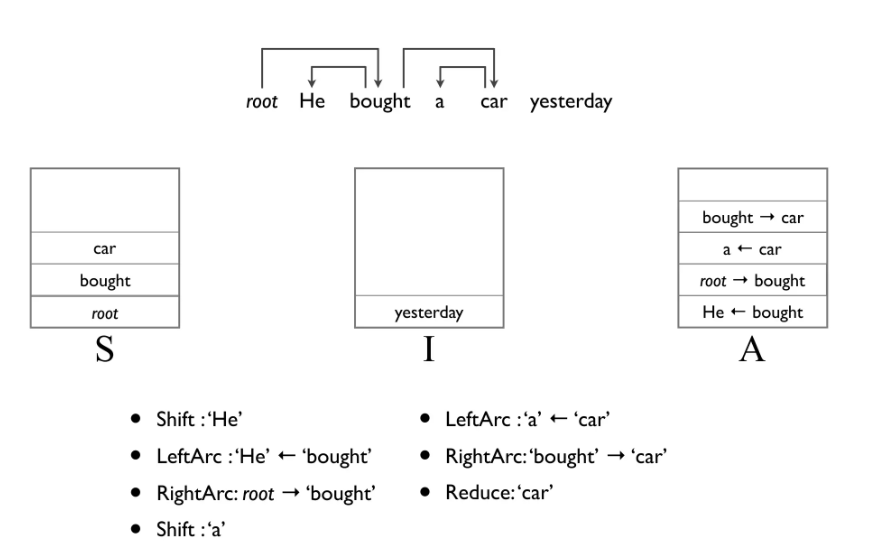 root He bought a car yesterday
car
bought
root
S
yesterday
I
bought → car
a ← car
root → bought
He ← bought
A
• Shift :‘He’
• LeftArc :‘He’ ← ‘bought’
• RightArc: root → ‘bought’
• Shift :‘a’
• LeftArc :‘a’ ← ‘car’
• RightArc:‘bought’ → ‘car’
• Reduce:‘car’